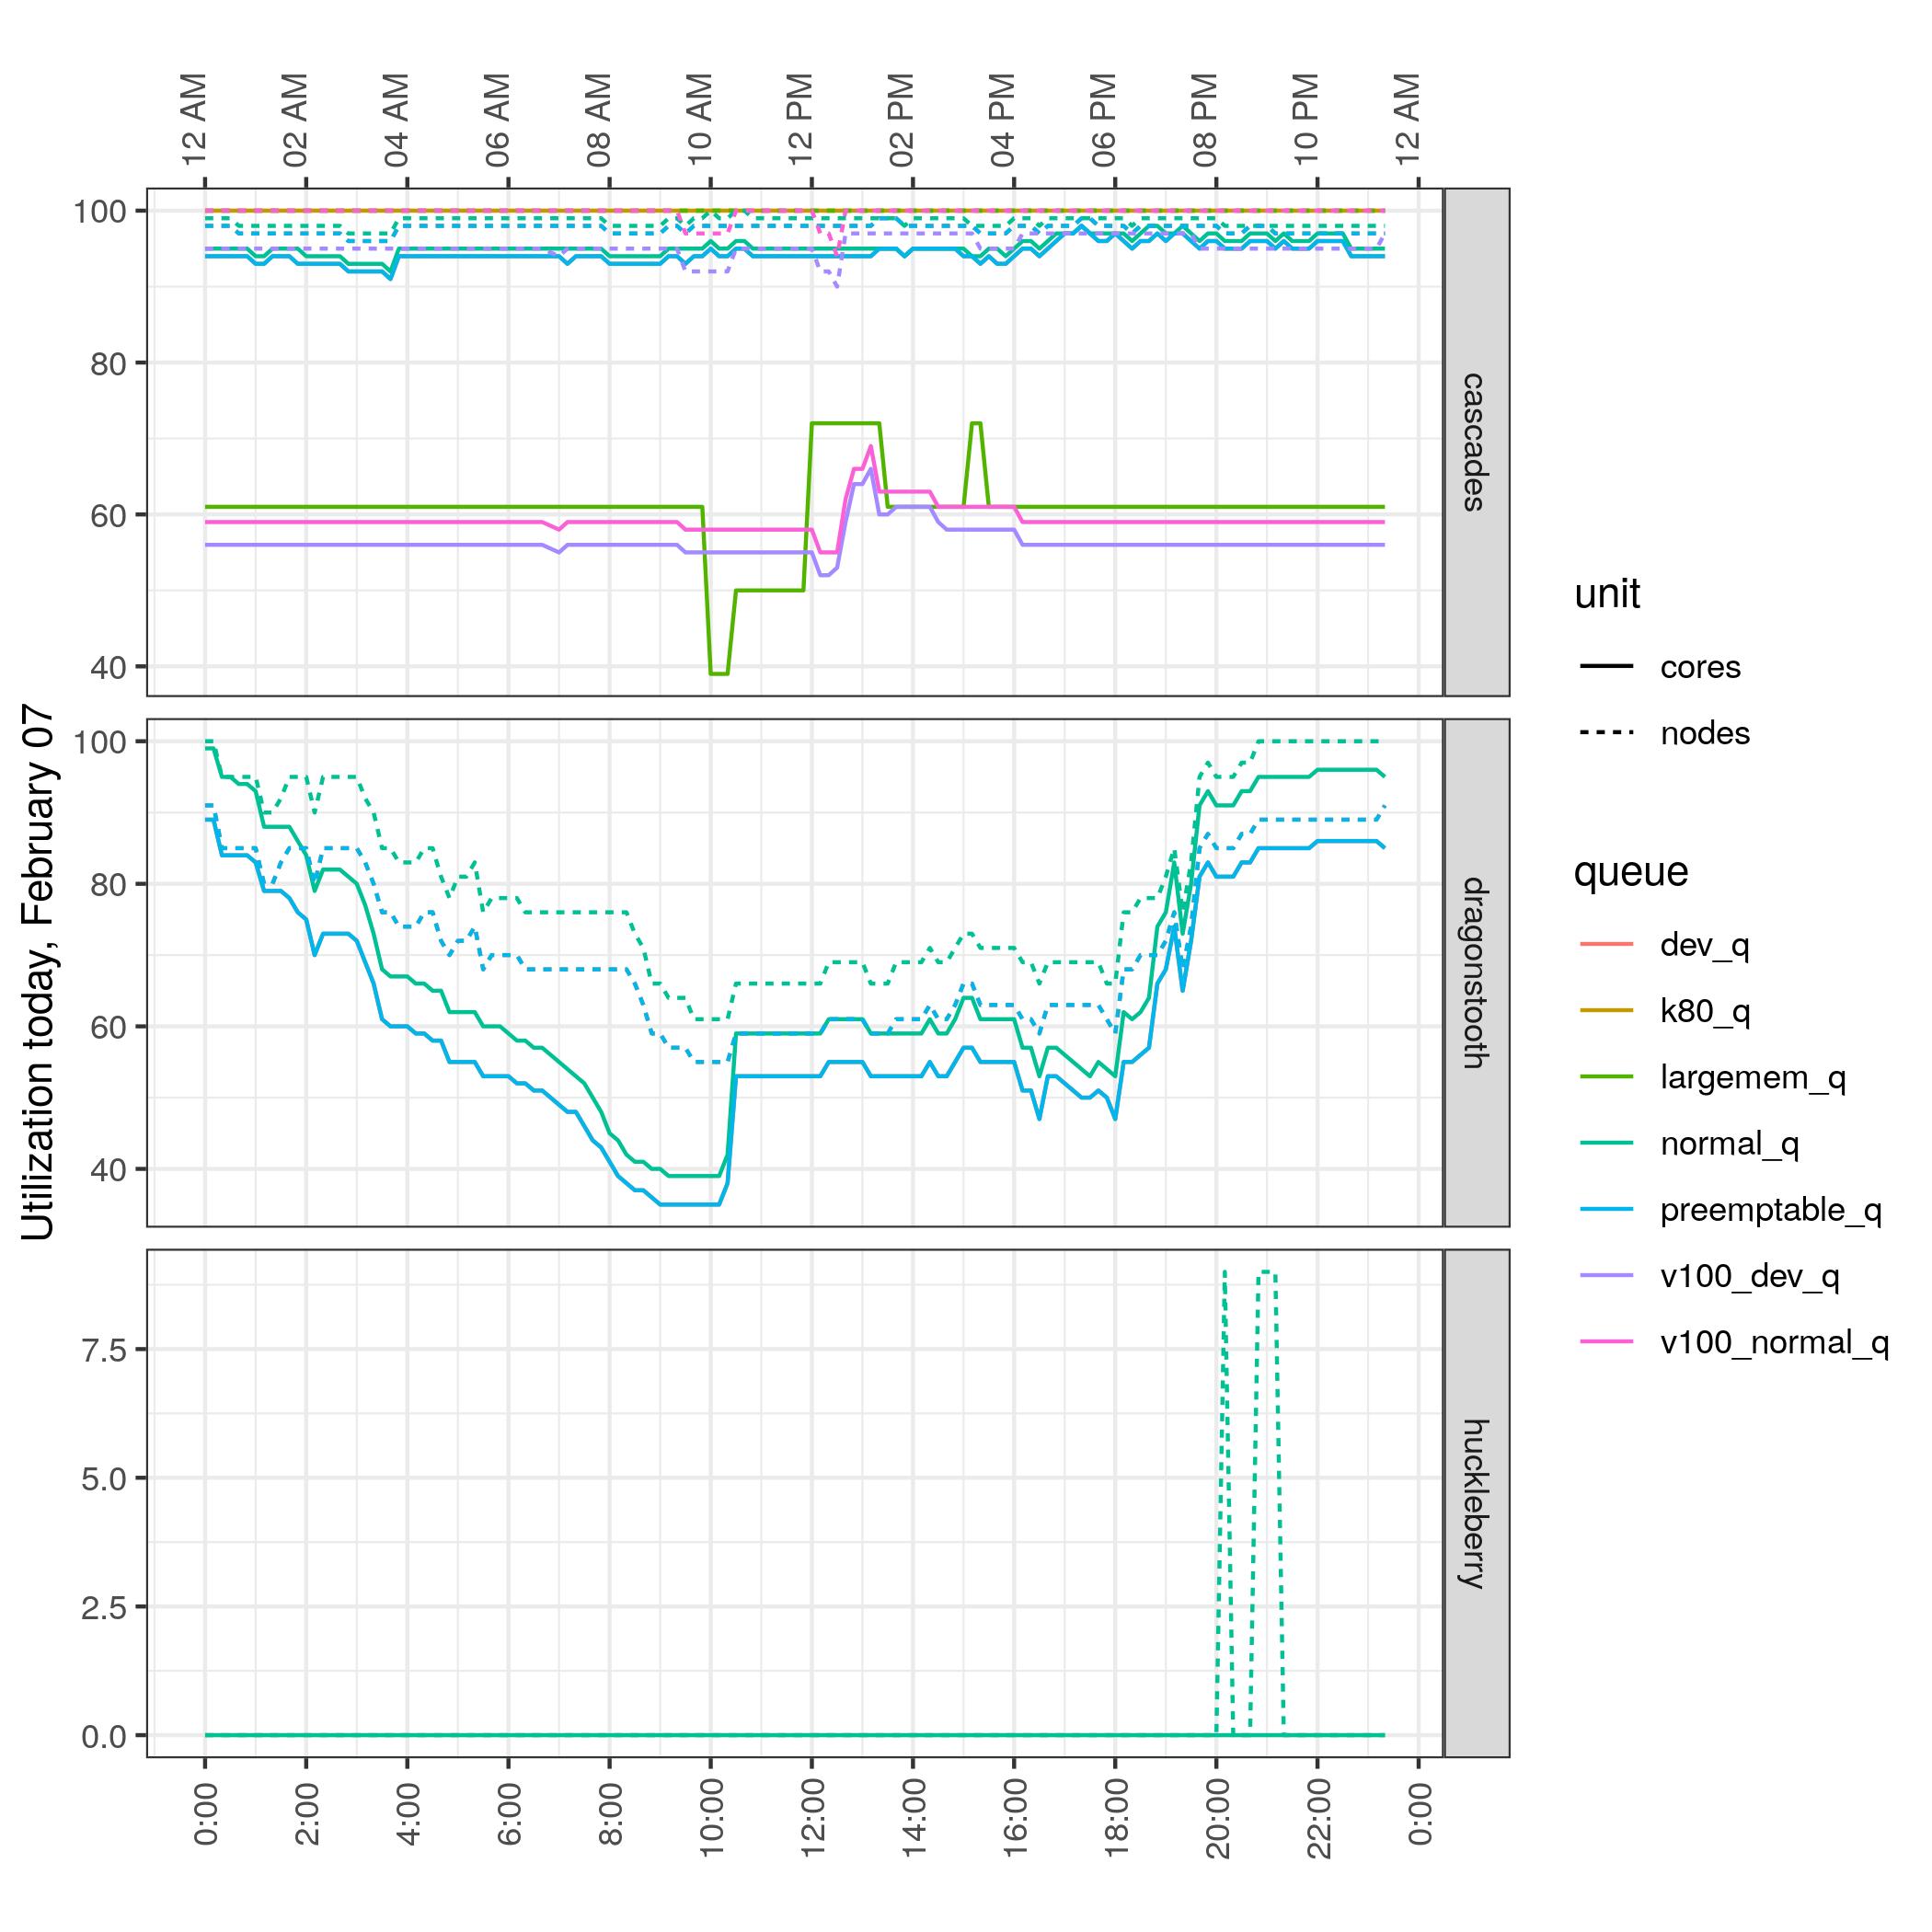 12 AM
02 AM
04 AM
06 AM
08 AM
10 AM
12 PM
02 PM
04 PM
06 PM
08 PM
10 PM
12 AM
Utilization today, February 07
100
80
60
40
cascades
100
80
60
40
dragonstooth
7.5
5.0
2.5
0.0
huckleberry
0:00
2:00
4:00
6:00
8:00
10:00
12:00
14:00
16:00
18:00
20:00
22:00
0:00
unit
cores
nodes
queue
dev_q
k80_q
largemem_q
normal_q
preemptable_q
v100_dev_q
v100_normal_q